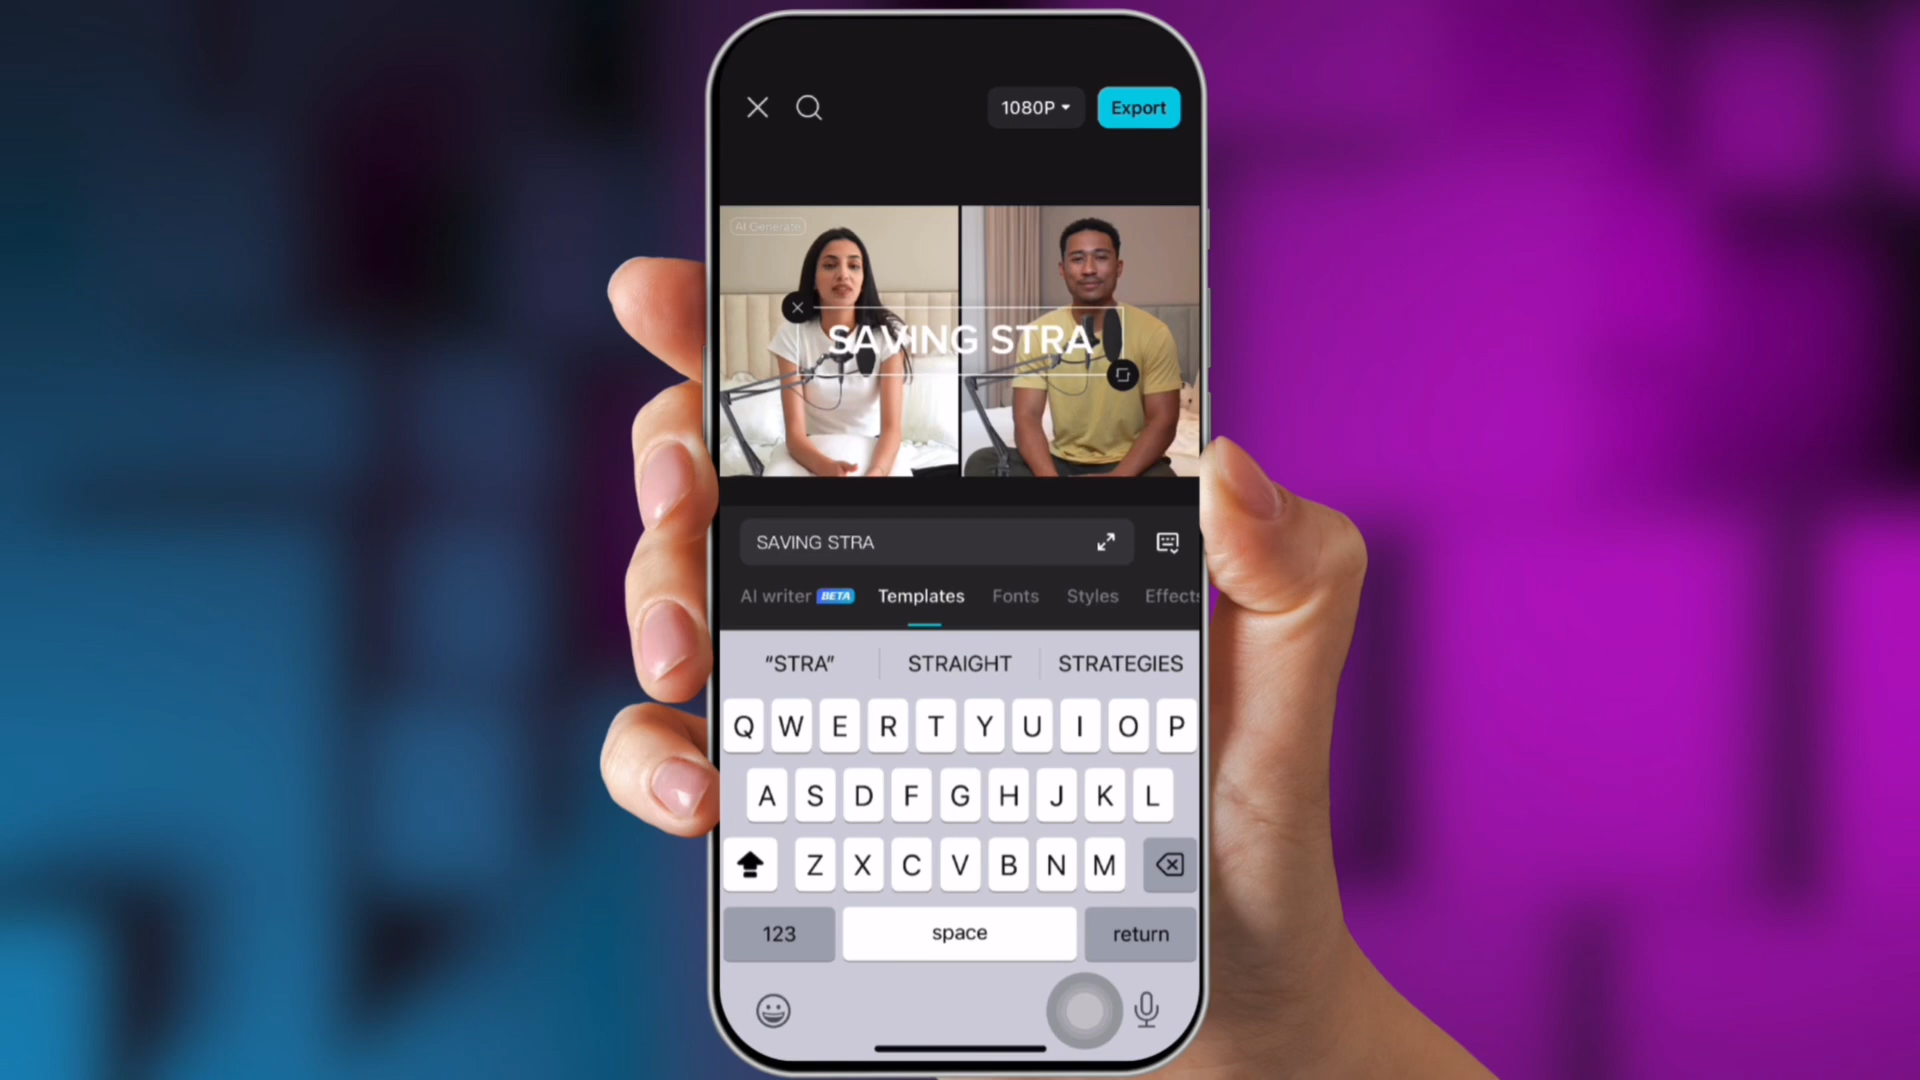 1080P
Export
AI Generate
SAVING STRA
SAVING STRA
AI writer BETA Templates Fonts Styles Effects
“STRA” STRAIGHT STRATEGIES
Q W E R T Y U I O P
A S D F G H J K L
Z X C V B N M
123 space return